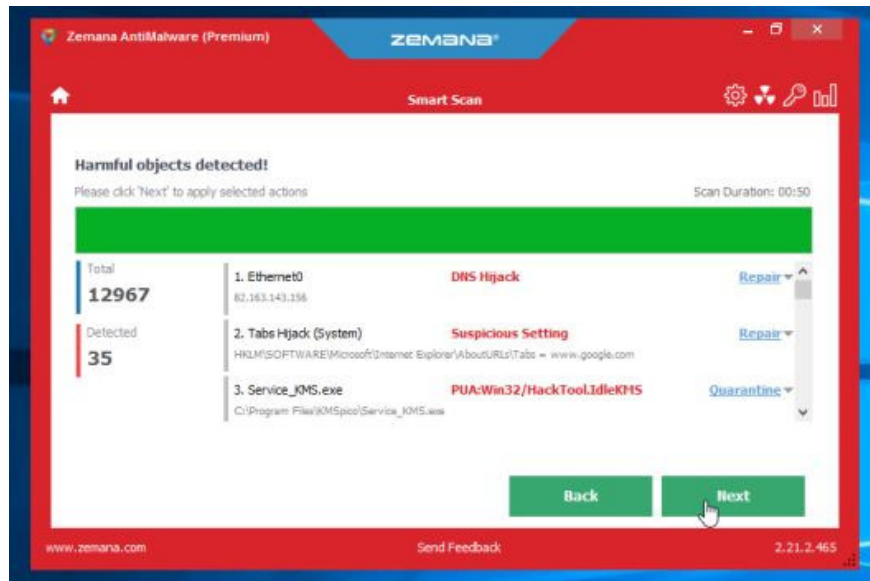 Zemana AntiMalware (Premium)
ZEMANA
Smart Scan
Harmful objects detected!
Please click 'Next' to apply selected actions
Scan Duration: 00:50
Total
12967
Detected
35
1. Ethernet0 DNS Hijack Repair
82.163.143.156
2. Tabs Hijack (System) Suspicious Setting Repair
HKLM\SOFTWARE\Microsoft\Internet Explorer\AboutURLs\Tabs = www.google.com
3. Service_KMS.exe PUA:Win32/HackTool.IdleKMS Quarantine
C:\Program Files\KMSpico\Service_KMS.exe
Back
Next
www.zemana.com
Send Feedback
2.21.2.465